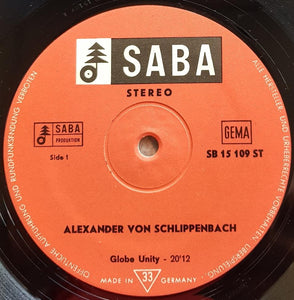 SABA
STEREO
SABA
PRODUKTION
Side 1
GEMA
SB 15 109 ST
ALEXANDER VON SCHLIPPENBACH
Globe Unity - 20'12
MADE IN 33 GERMANY
ALLE HERSTELLER- UND URHEBERRECHTE VORBEHALTEN
ÜBERSPIELUNG
ÖFFENTLICHE AUFFÜHRUNG UND RUNDFUNKSENDUNG VERBOTEN